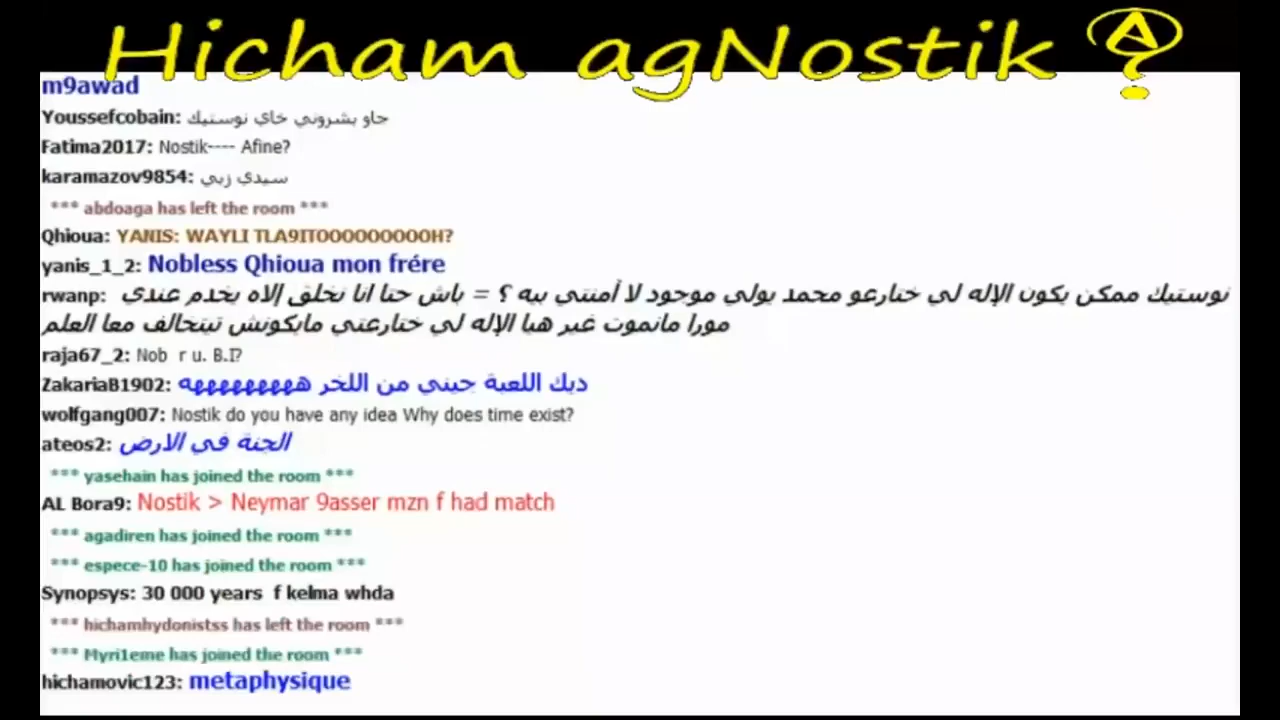 Hicham agNostik ?
m9awad
Youssefcobain: جاو بشروني خاي نوستيك
Fatima2017: Nostik---- Afine?
karamazov9854: سيدي زبي
*** abdoaga has left the room ***
Qhioua: YANIS: WAYLI TLA9ITOOOOOOOOOOH?
yanis_1_2: Nobless Qhioua mon frére
rwanp: نوستيك ممكن يكون الإله لي ختارعو محمد بولي موجود لا أمنتي بيه ؟ = باش حتا انا نخلق إلاه يخدم عندي
مورا مانموت غير هبا الإله لي ختارعتي مايكونش تيتخالف معا العلم
raja67_2: Nob r u. B.I?
ZakariaB1902: ديك اللعبة جبني من اللخر هههههههههه
wolfgang007: Nostik do you have any idea Why does time exist?
ateos2: الجنة في الارض
*** yasehain has joined the room ***
AL Bora9: Nostik > Neymar 9asser mzn f had match
*** agadiren has joined the room ***
*** espece-10 has joined the room ***
Synopsys: 30 000 years f kelma whda
*** hichamhydonistss has left the room ***
*** Myri1eme has joined the room ***
hichamovic123: metaphysique